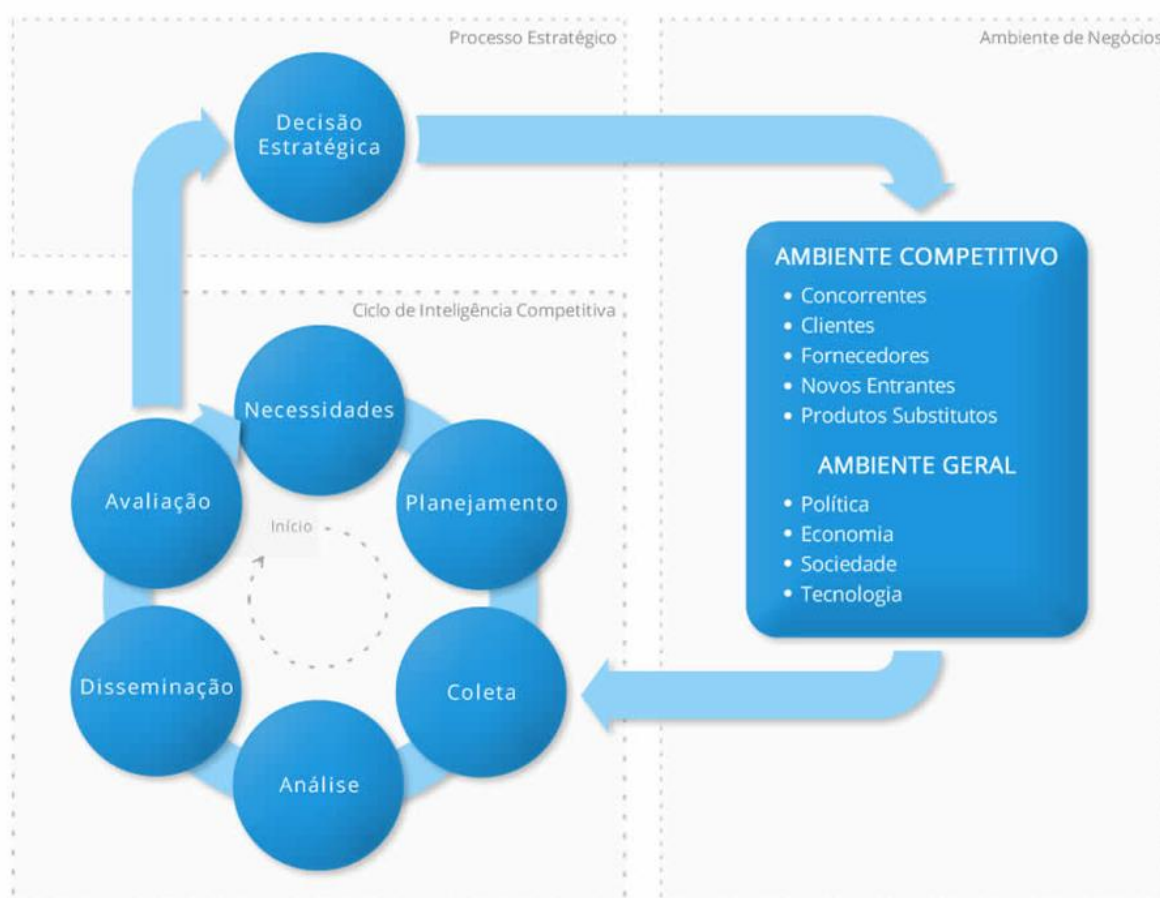 Processo Estratégico
Ambiente de Negócios
Decisão
Estratégica
AMBIENTE COMPETITIVO
• Concorrentes
• Clientes
• Fornecedores
• Novos Entrantes
• Produtos Substitutos
AMBIENTE GERAL
• Política
• Economia
• Sociedade
• Tecnologia
Ciclo de Inteligência Competitiva
Necessidades
Planejamento
Coleta
Análise
Disseminação
Avaliação
Início